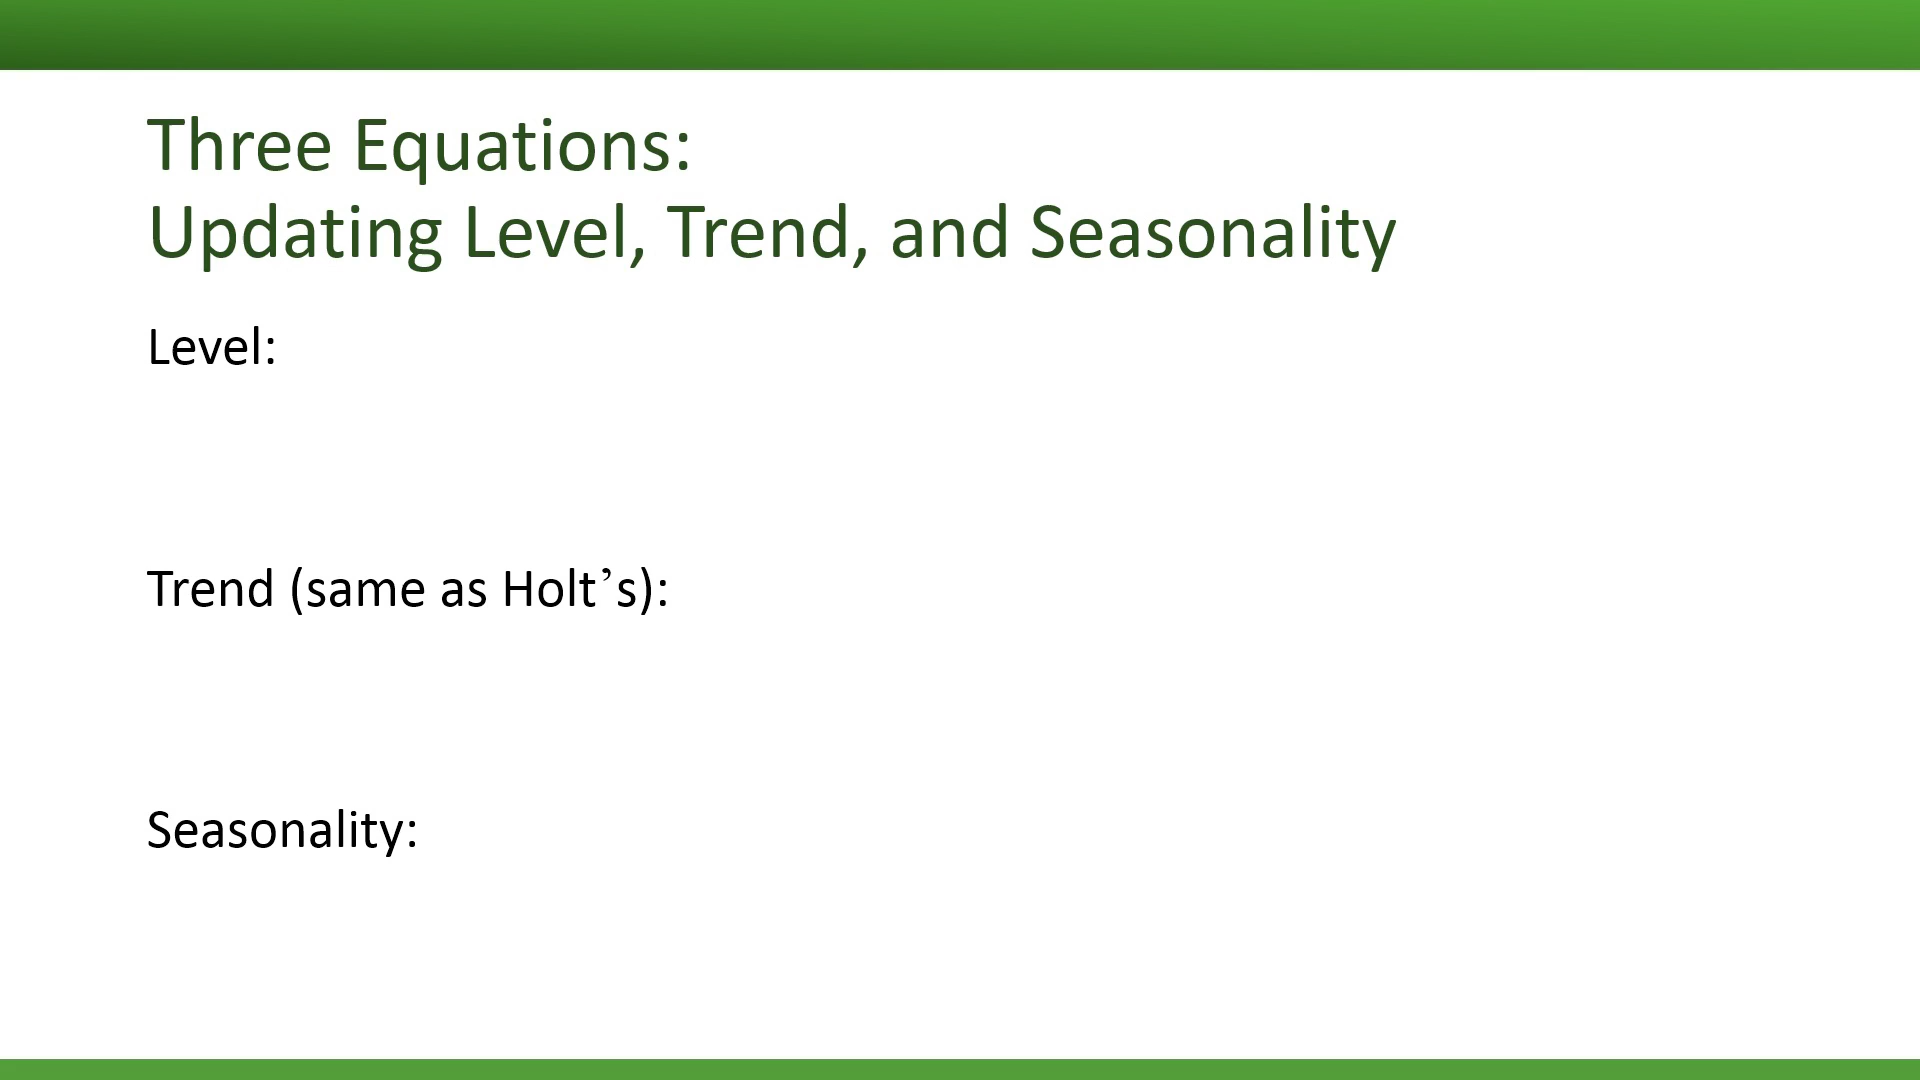 Three Equations:
Updating Level, Trend, and Seasonality
Level:
Trend (same as Holt’s):
Seasonality: